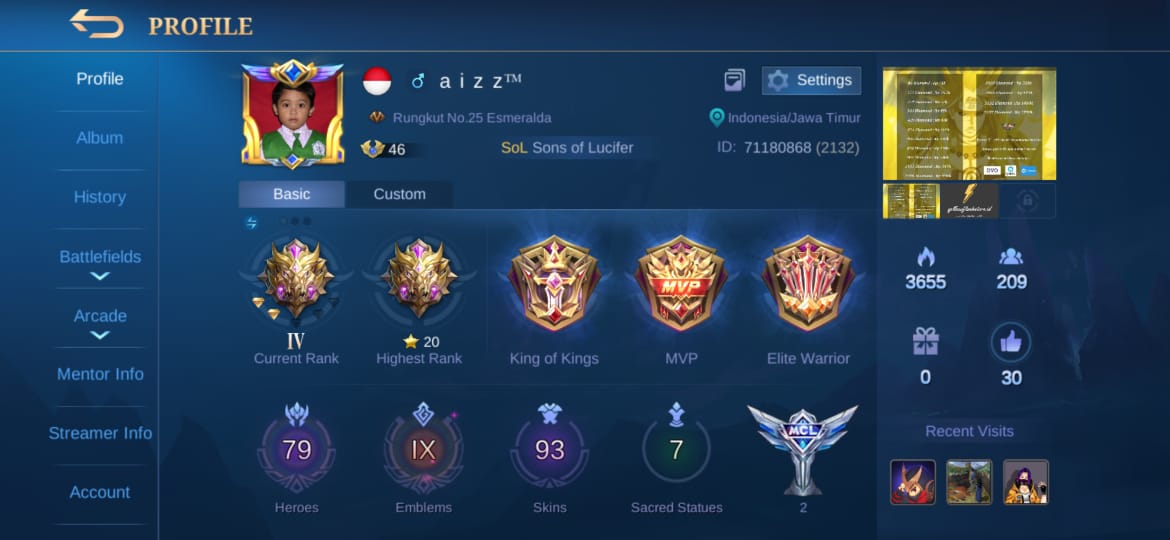 PROFILE
Profile
Album
History
Battlefields
Arcade
Mentor Info
Streamer Info
Account
a i z z™
Settings
Rungkut No.25 Esmeralda
Indonesia/Jawa Timur
46
SoL Sons of Lucifer
ID: 71180868 (2132)
Basic
Custom
IV
Current Rank
20
Highest Rank
King of Kings
MVP
MVP
Elite Warrior
79
Heroes
IX
Emblems
93
Skins
7
Sacred Statues
MCL
2
OVO
3655
209
0
30
Recent Visits